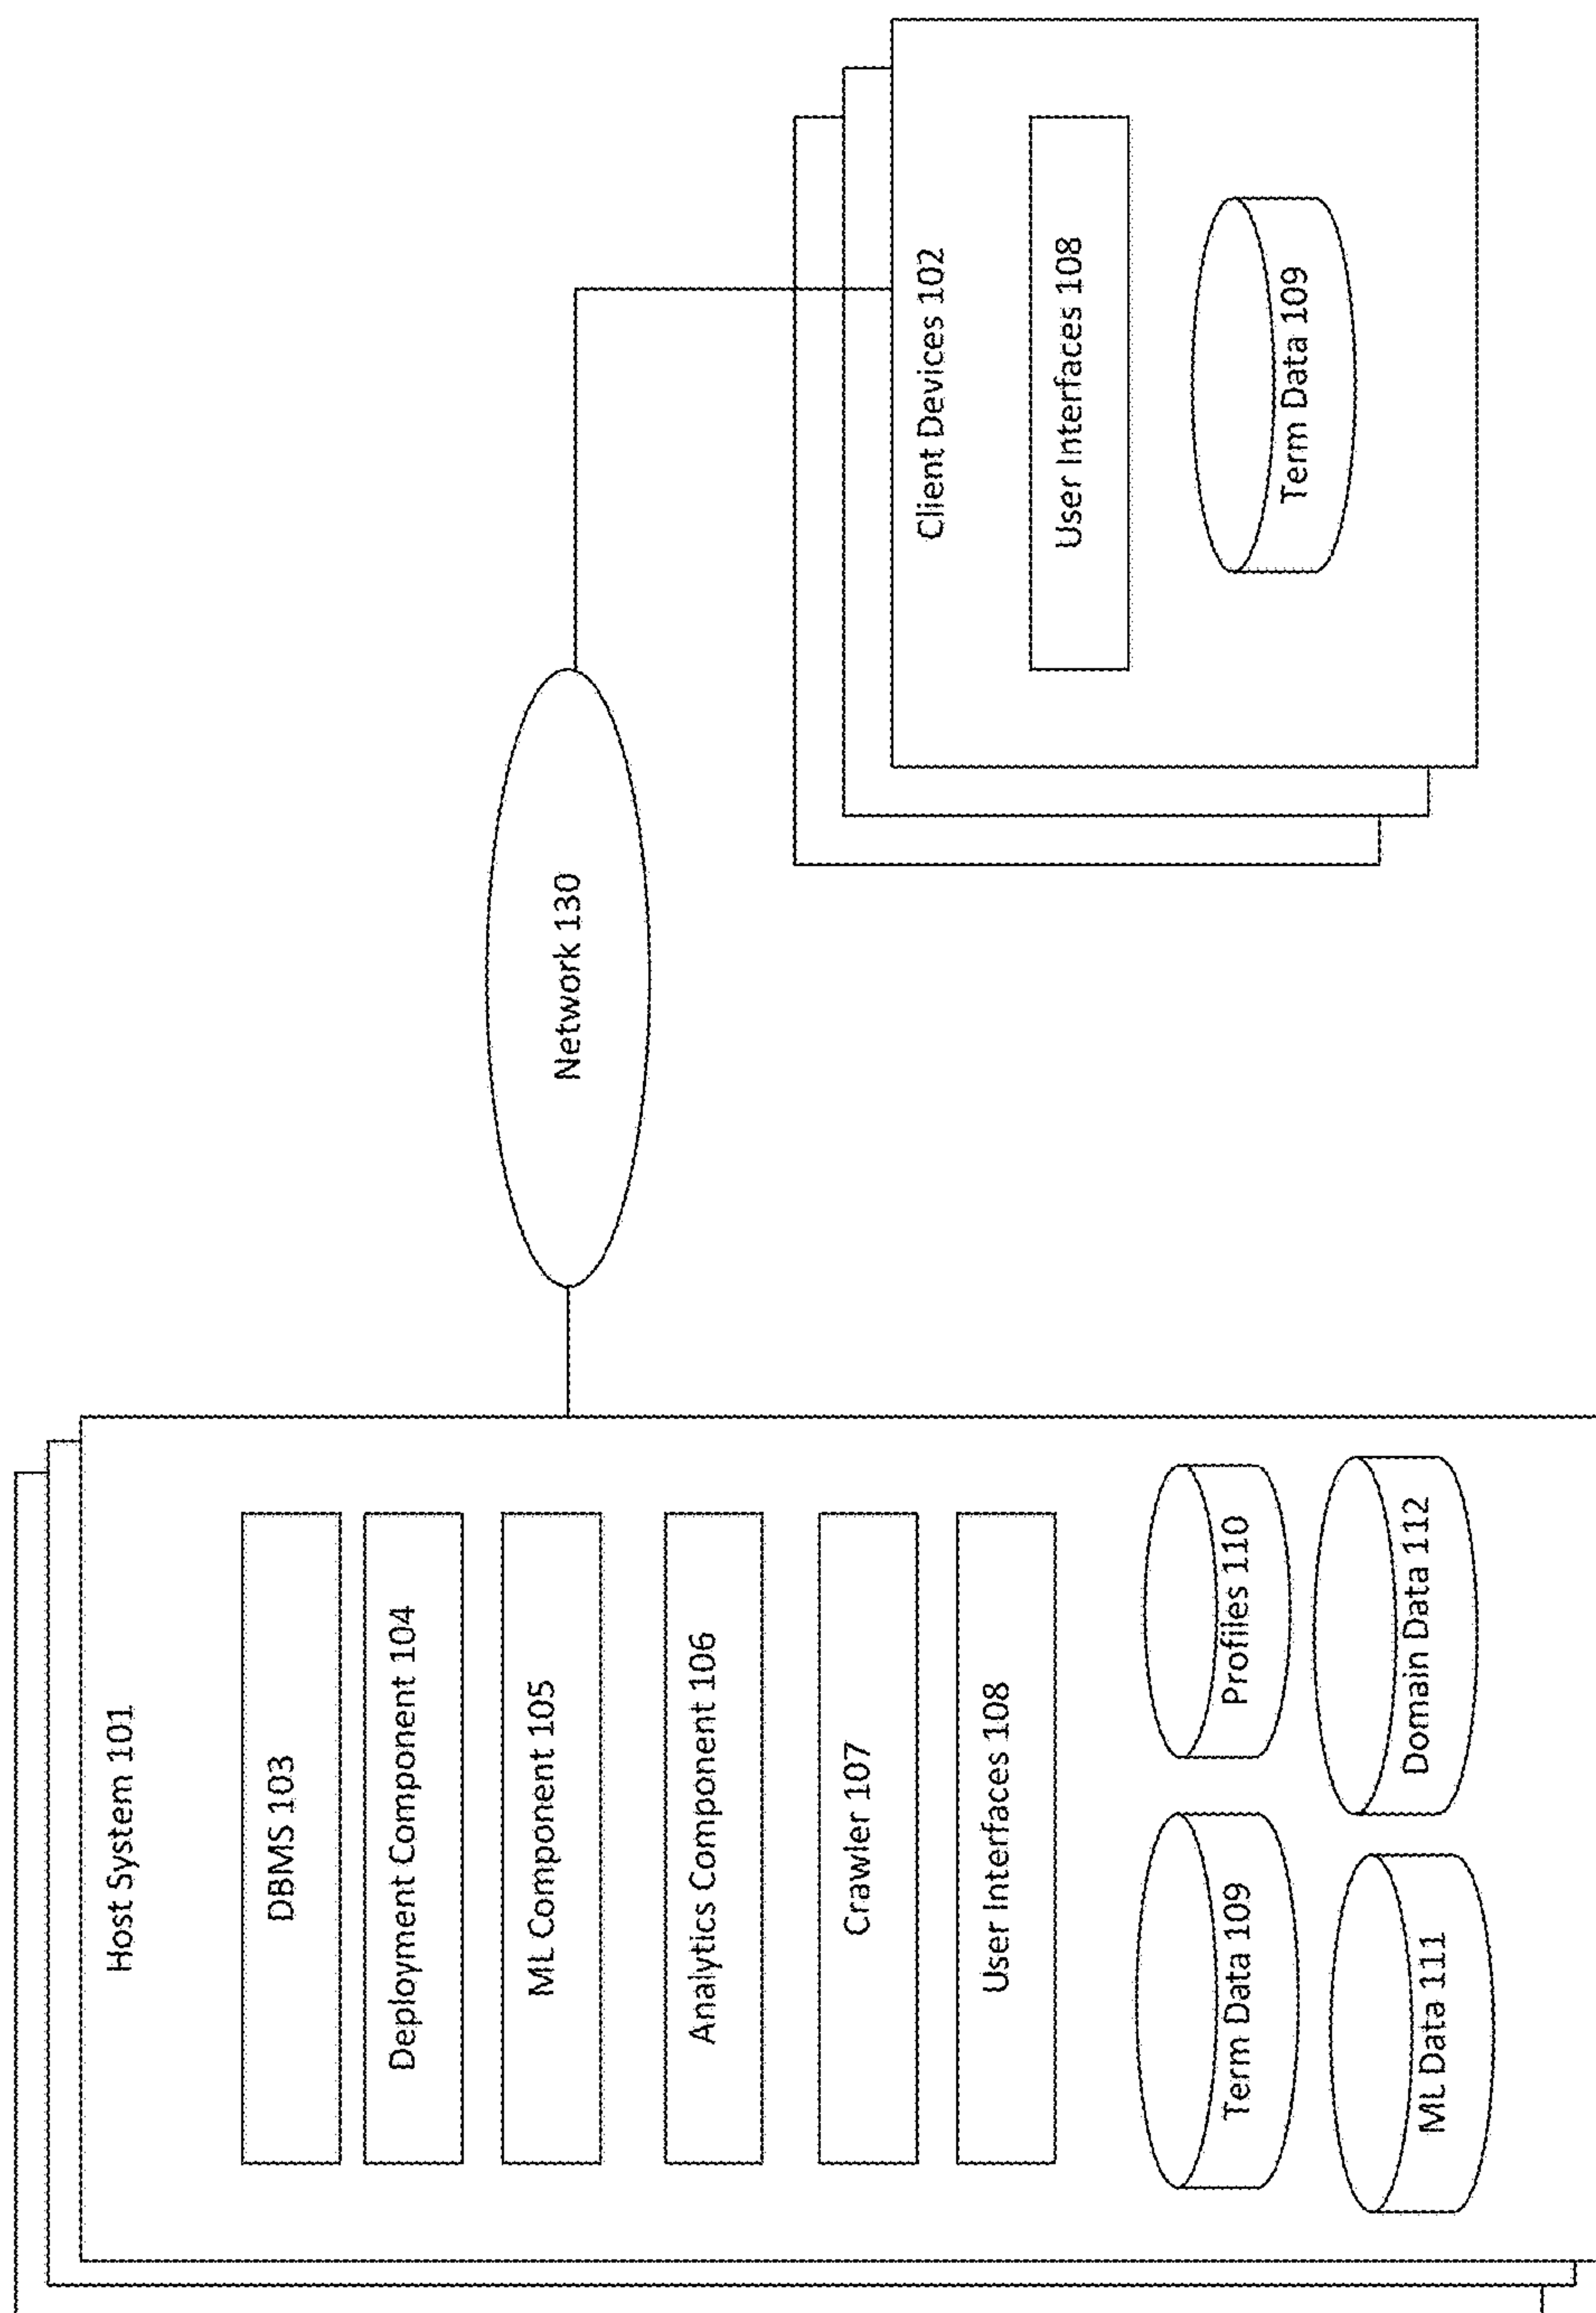 Host System 101
DBMS 103
Deployment Component 104
ML Component 105
Analytics Component 106
Crawler 107
User Interfaces 108
Term Data 109
Profiles 110
ML Data 111
Domain Data 112
Network 130
Client Devices 102
User Interfaces 108
Term Data 109